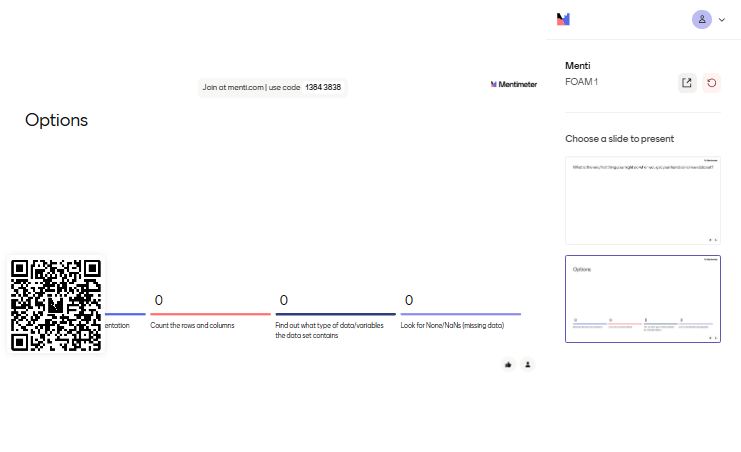 Join at menti.com | use code 1384 3838
Mentimeter
Options
entation
0
Count the rows and columns
0
Find out what type of data/variables
the data set contains
0
Look for None/NaNs (missing data)
Menti
FOAM 1
Choose a slide to present
Options